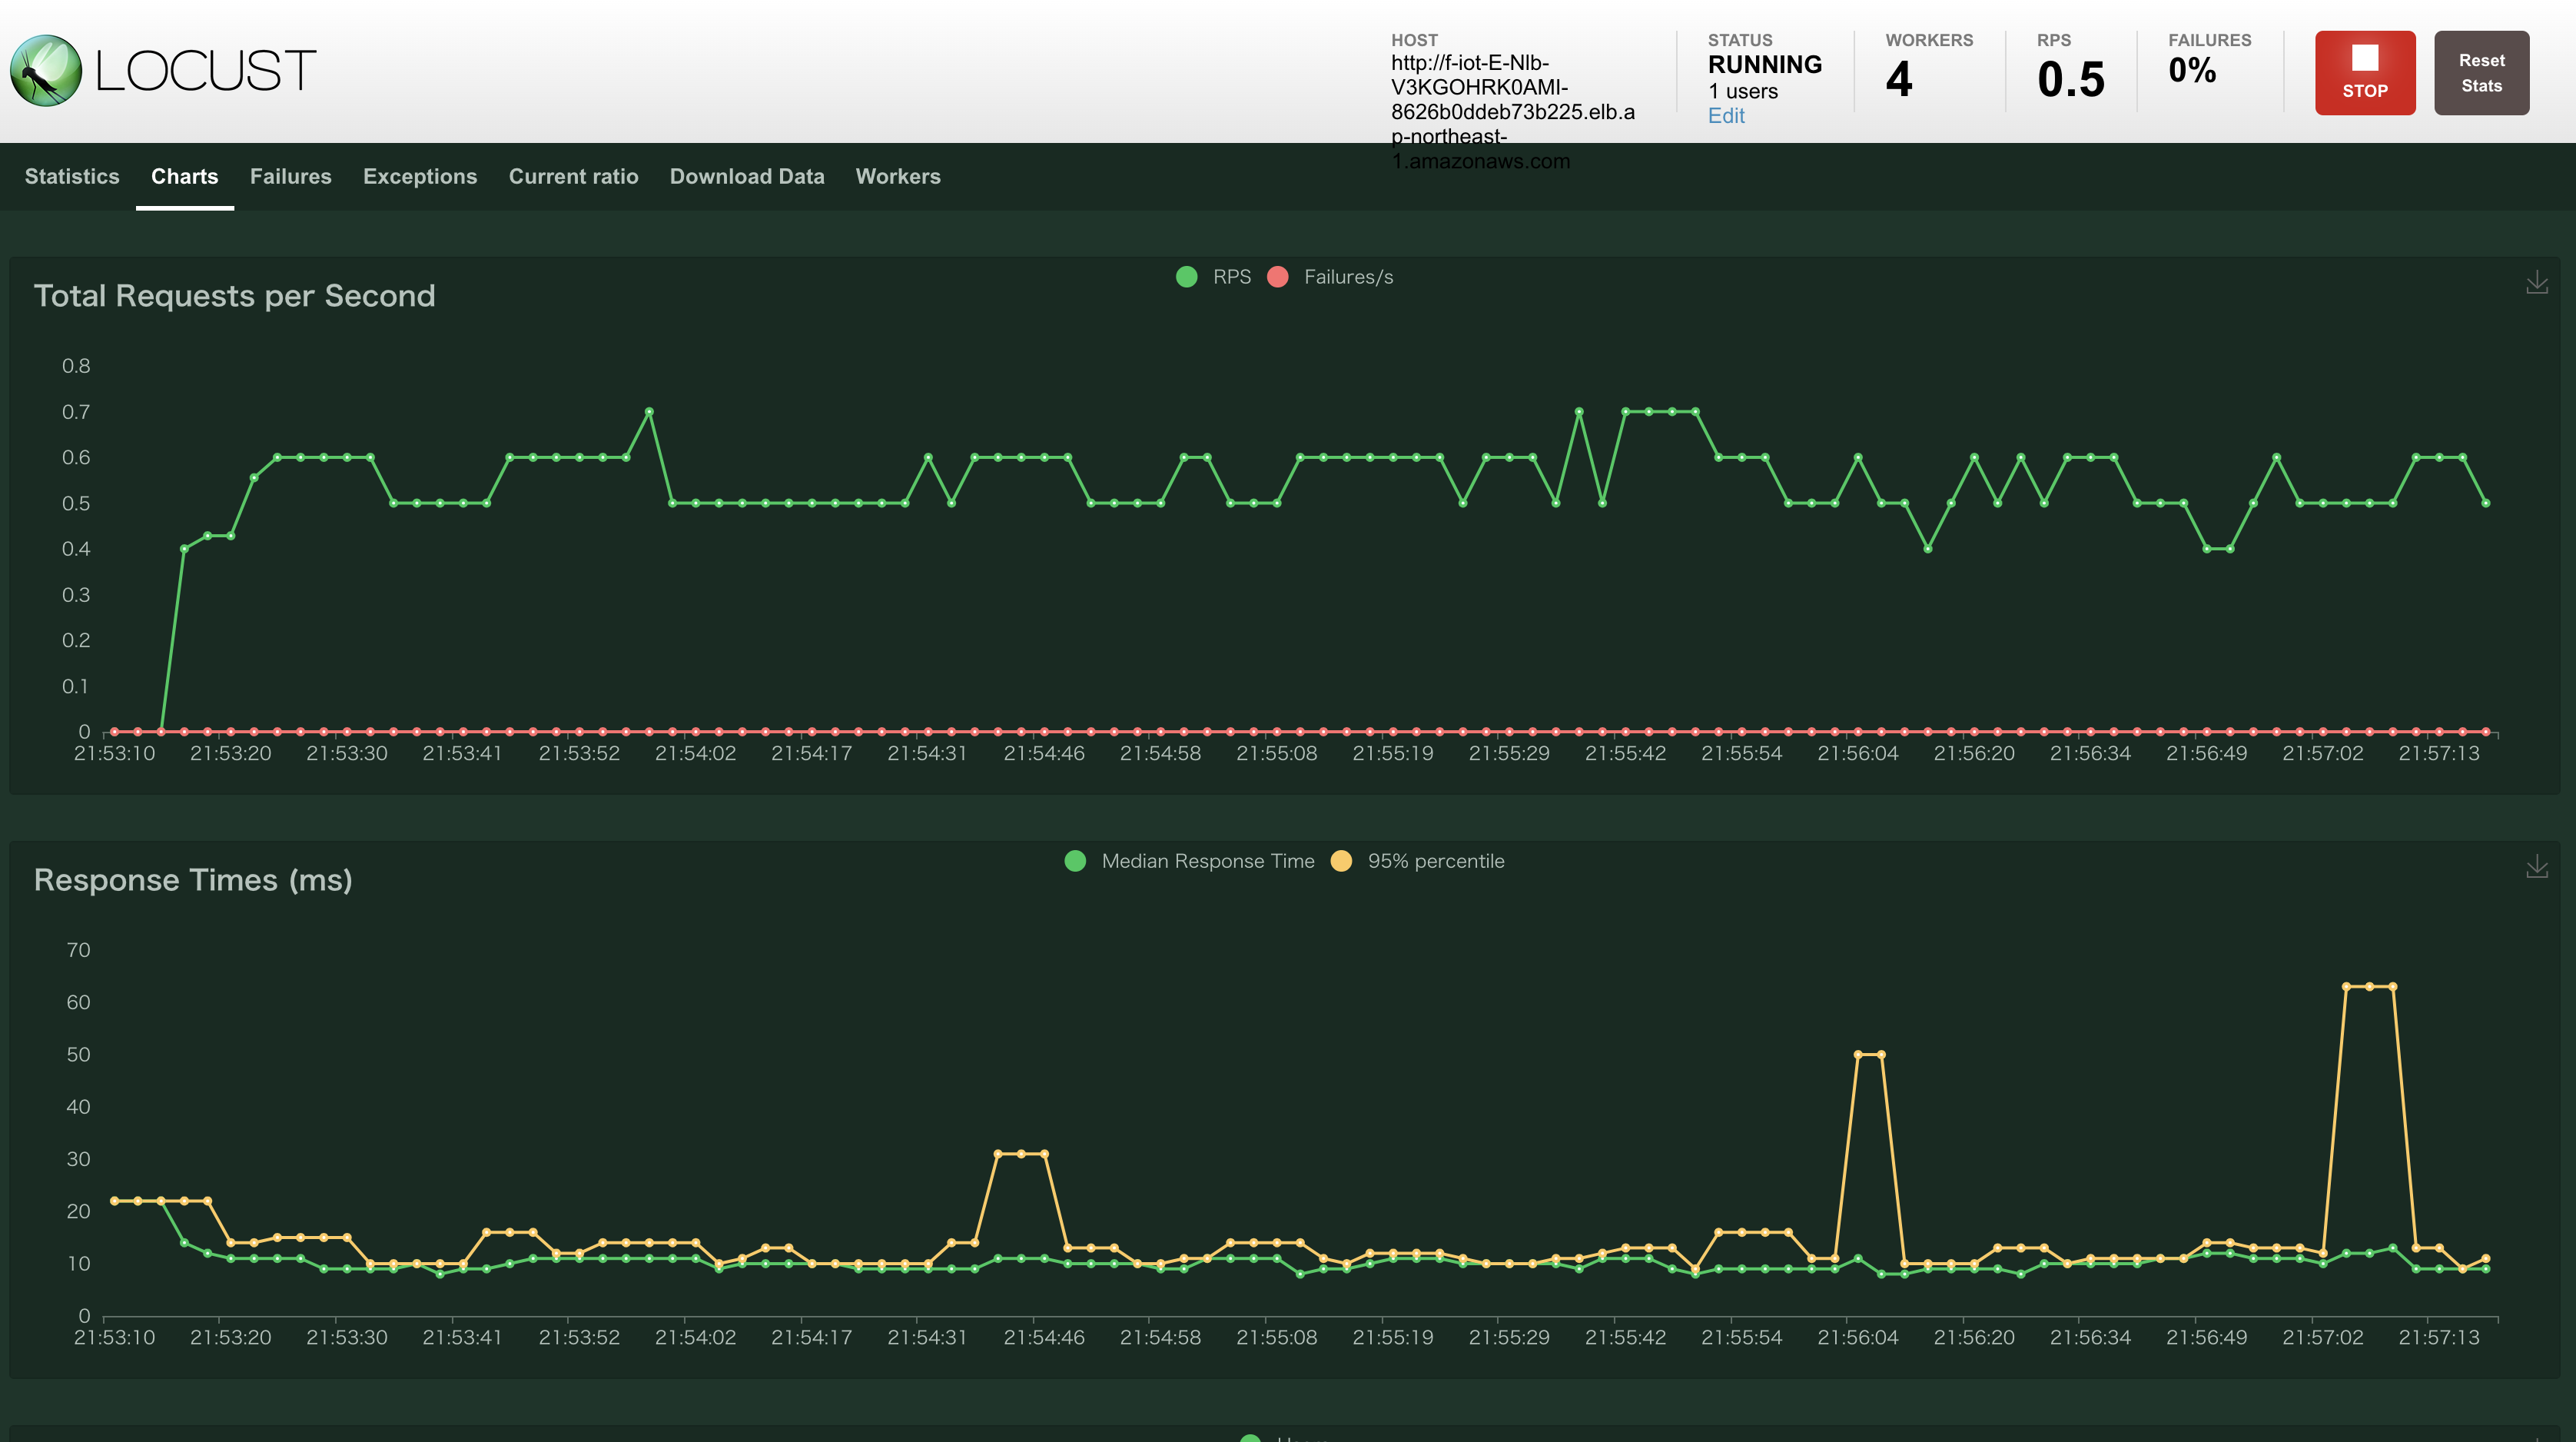 LOCUST
HOST
http://f-iot-E-Nlb-
V3KGOHRK0AMI-
8626b0ddeb73b225.elb.a
p-northeast-
1.amazonaws.com
STATUS
RUNNING
1 users
Edit
WORKERS
4
RPS
0.5
FAILURES
0%
STOP
Reset
Stats
Statistics Charts Failures Exceptions Current ratio Download Data Workers
Total Requests per Second
RPS Failures/s
0.8
0.7
0.6
0.5
0.4
0.3
0.2
0.1
0
21:53:10 21:53:20 21:53:30 21:53:41 21:53:52 21:54:02 21:54:17 21:54:31 21:54:46 21:54:58 21:55:08 21:55:19 21:55:29 21:55:42 21:55:54 21:56:04 21:56:20 21:56:34 21:56:49 21:57:02 21:57:13
Response Times (ms)
Median Response Time 95% percentile
70
60
50
40
30
20
10
0
21:53:10 21:53:20 21:53:30 21:53:41 21:53:52 21:54:02 21:54:17 21:54:31 21:54:46 21:54:58 21:55:08 21:55:19 21:55:29 21:55:42 21:55:54 21:56:04 21:56:20 21:56:34 21:56:49 21:57:02 21:57:13